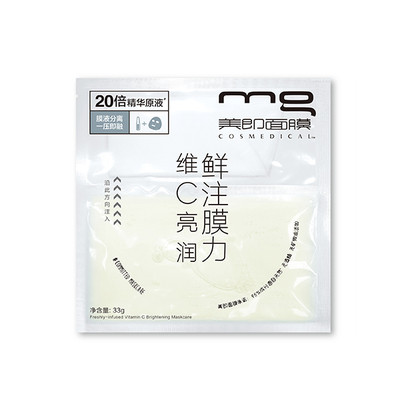 20倍精华原液*
膜液分离
一压即融
mg
美即面膜
COSMEDICAL
鲜注膜力
维C亮润
沿此方向注入
净含量: 33g
Freshly-infused Vitamin-C Brightening Maskcare